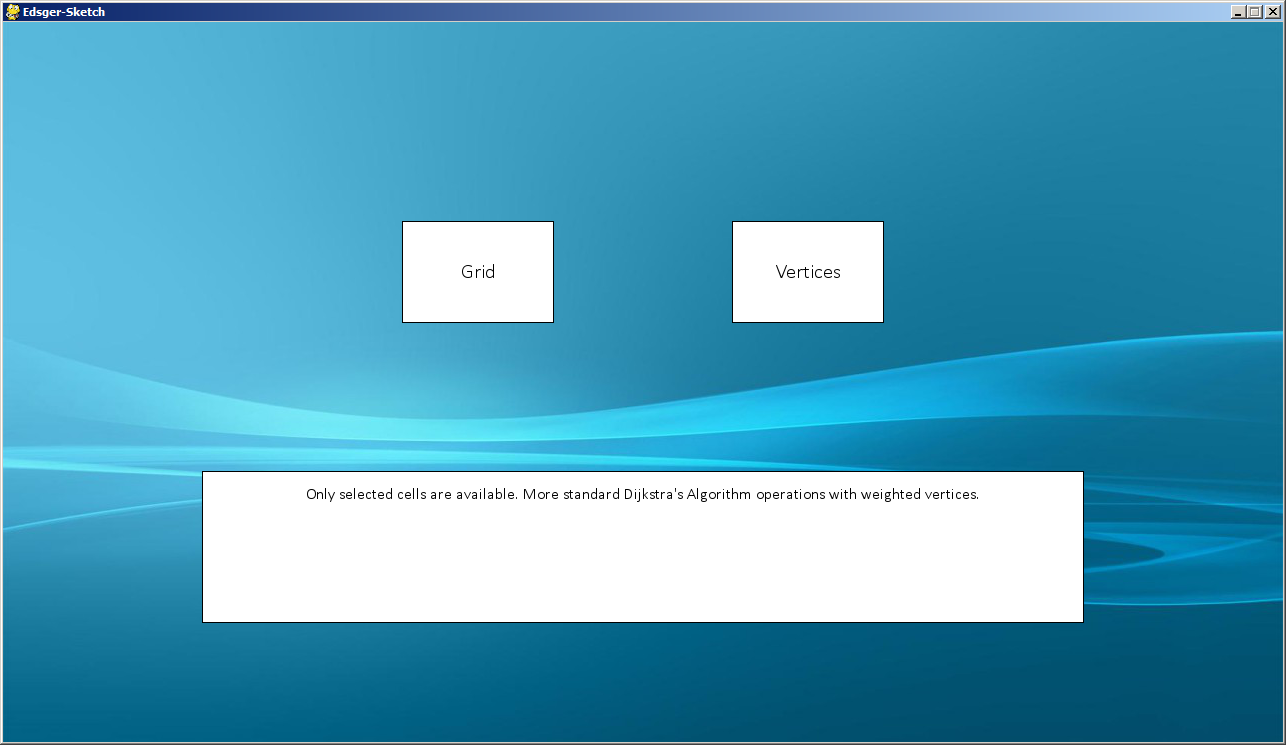 Edsger-Sketch
Grid
Vertices
Only selected cells are available. More standard Dijkstra's Algorithm operations with weighted vertices.